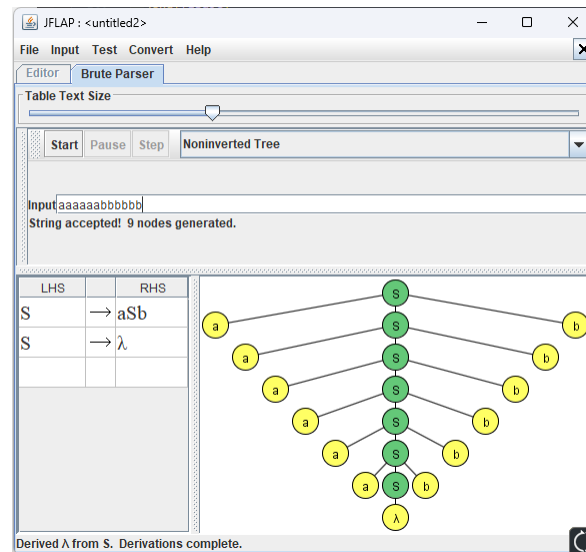 JFLAP : <untitled2>
File Input Test Convert Help
Editor Brute Parser
Table Text Size
Start Pause Step Noninverted Tree
Input aaaaaabbbbbb
String accepted! 9 nodes generated.
LHS RHS
S → aSb
S → λ
S
a b
S
a b
S
a b
S
a b
S
a b
S
a S b
λ
Derived λ from S. Derivations complete.